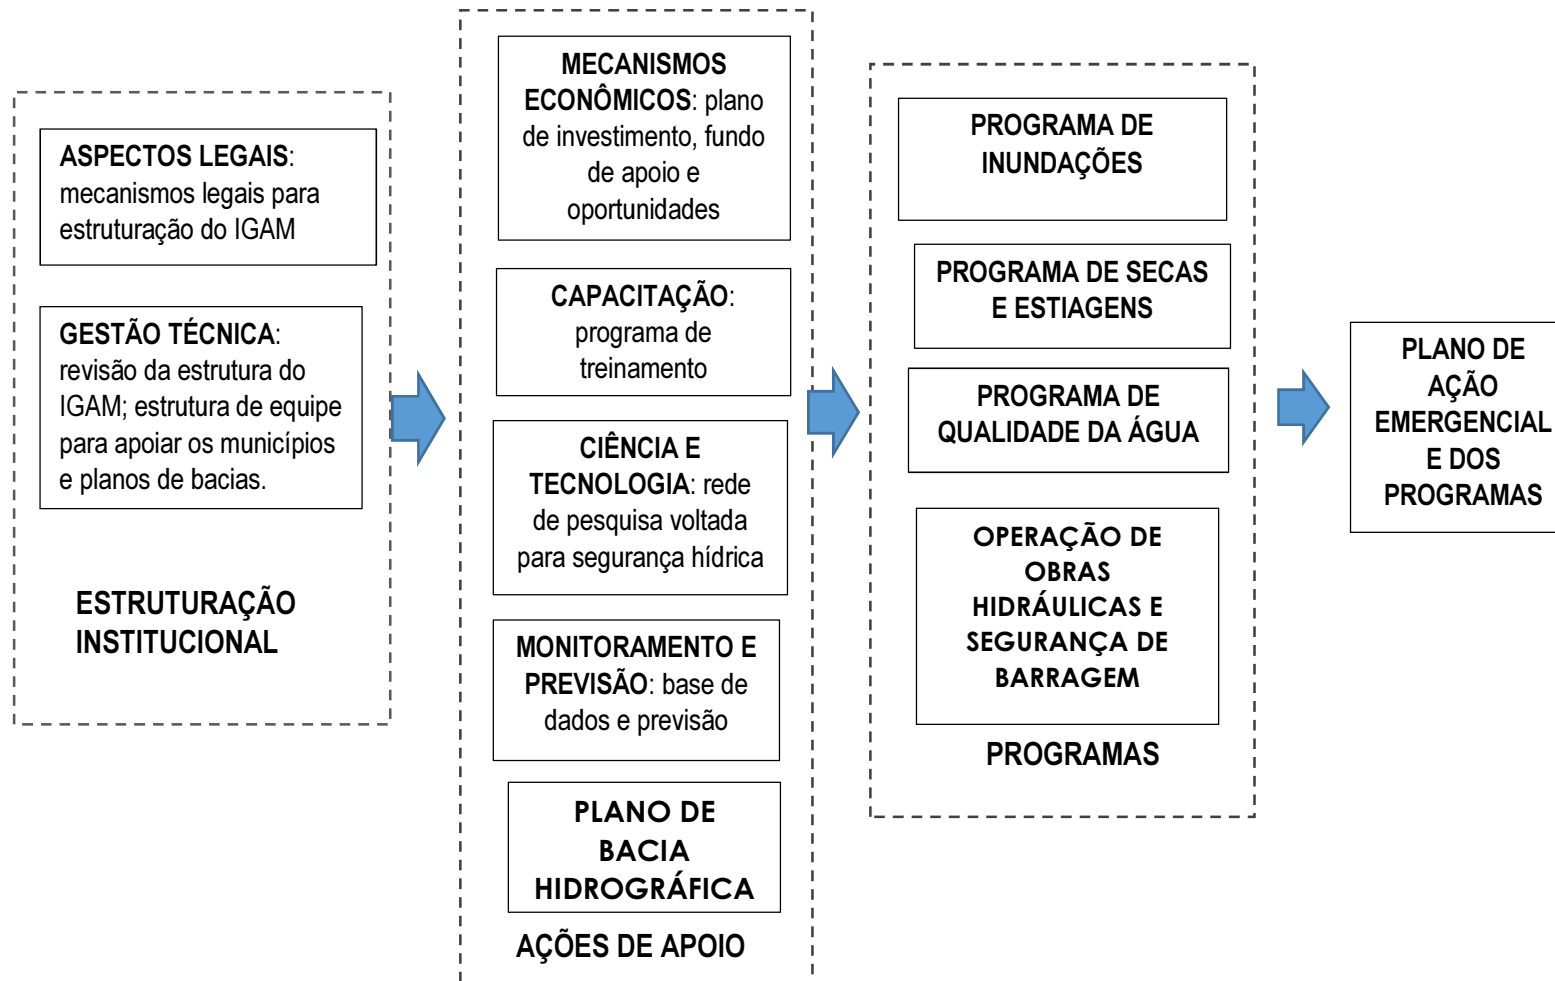 ASPECTOS LEGAIS:
mecanismos legais para
estruturação do IGAM
GESTÃO TÉCNICA:
revisão da estrutura do
IGAM; estrutura de equipe
para apoiar os municípios
e planos de bacias.
ESTRUTURAÇÃO
INSTITUCIONAL
MECANISMOS
ECONÔMICOS: plano
de investimento, fundo
de apoio e
oportunidades
CAPACITAÇÃO:
programa de
treinamento
CIÊNCIA E
TECNOLOGIA: rede
de pesquisa voltada
para segurança hídrica
MONITORAMENTO E
PREVISÃO: base de
dados e previsão
PLANO DE
BACIA
HIDROGRÁFICA
AÇÕES DE APOIO
PROGRAMA DE
INUNDAÇÕES
PROGRAMA DE SECAS
E ESTIAGENS
PROGRAMA DE
QUALIDADE DA ÁGUA
OPERAÇÃO DE
OBRAS
HIDRÁULICAS E
SEGURANÇA DE
BARRAGEM
PROGRAMAS
PLANO DE
AÇÃO
EMERGENCIAL
E DOS
PROGRAMAS